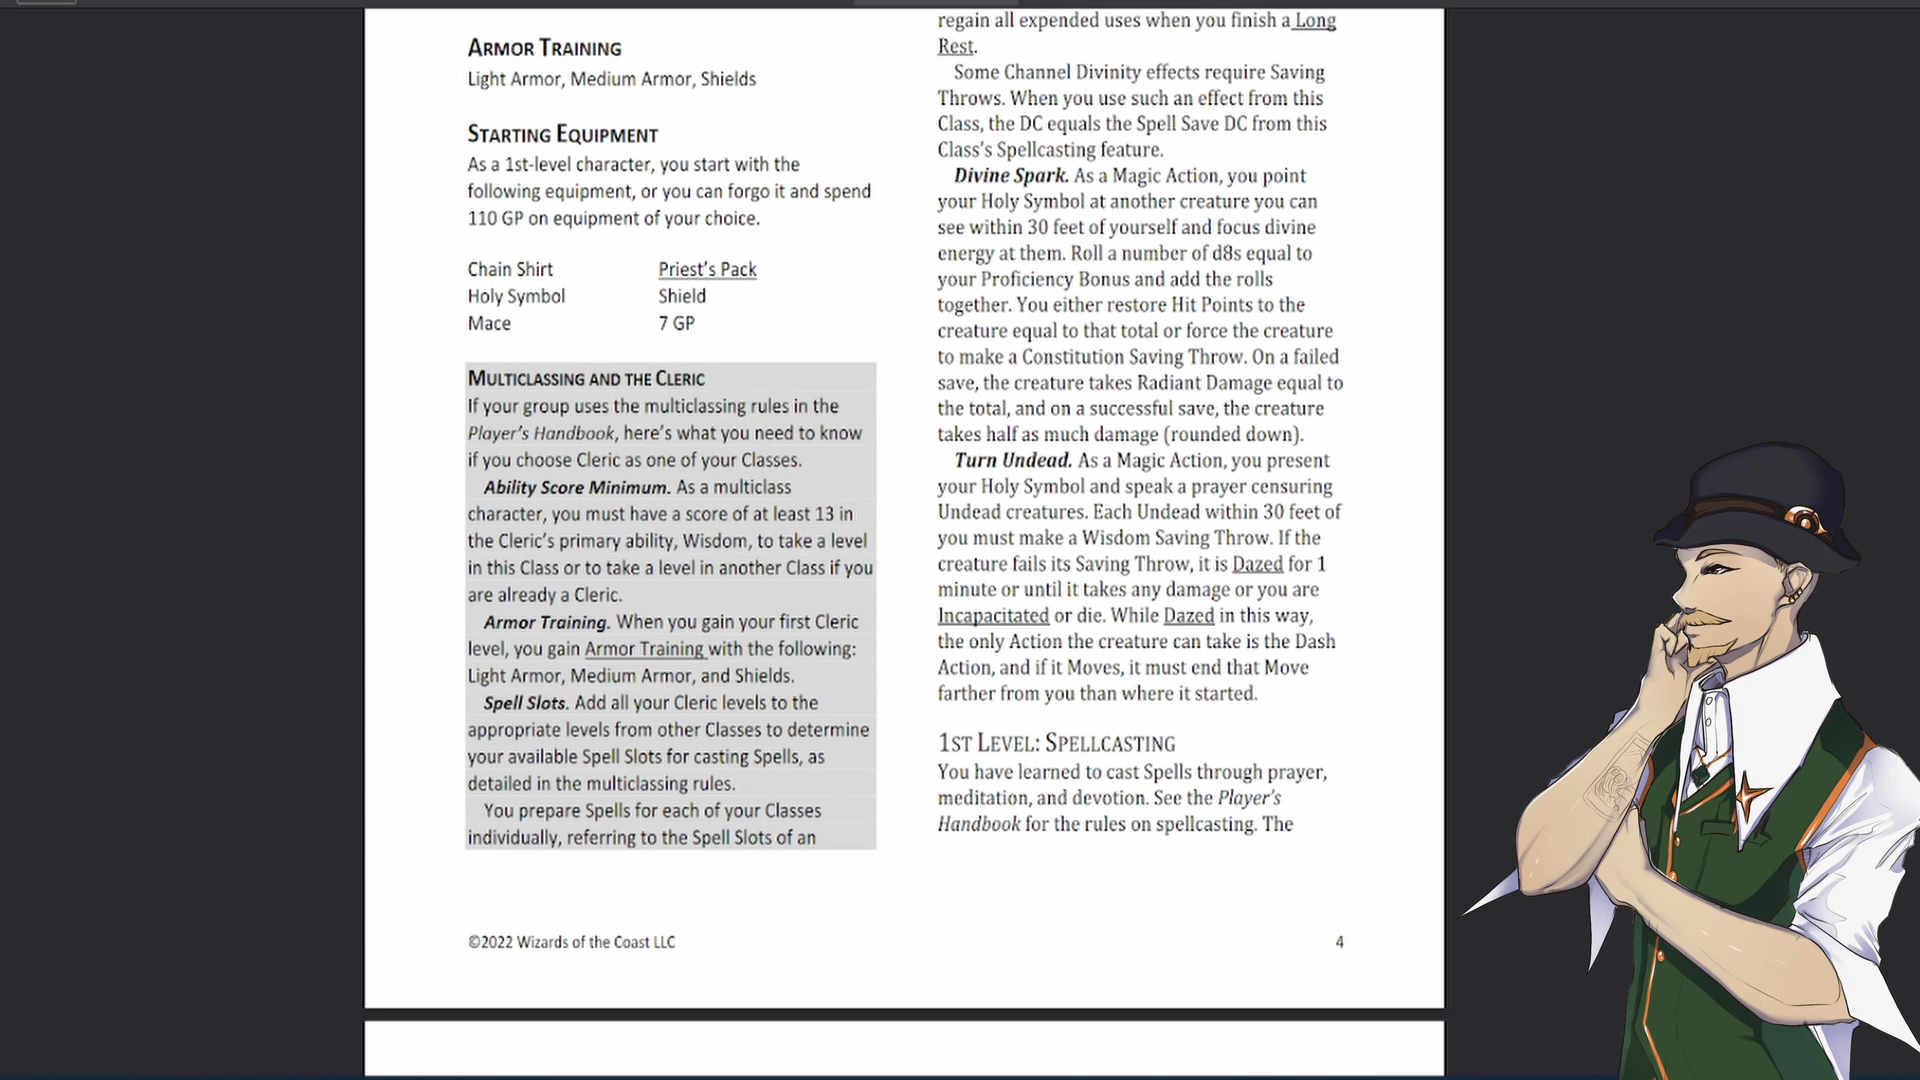 ARMOR TRAINING
Light Armor, Medium Armor, Shields
STARTING EQUIPMENT
As a 1st-level character, you start with the
following equipment, or you can forgo it and spend
110 GP on equipment of your choice.
Chain Shirt Priest's Pack
Holy Symbol Shield
Mace 7 GP
MULTICLASSING AND THE CLERIC
If your group uses the multiclassing rules in the
Player's Handbook, here's what you need to know
if you choose Cleric as one of your Classes.
Ability Score Minimum. As a multiclass
character, you must have a score of at least 13 in
the Cleric's primary ability, Wisdom, to take a level
in this Class or to take a level in another Class if you
are already a Cleric.
Armor Training. When you gain your first Cleric
level, you gain Armor Training with the following:
Light Armor, Medium Armor, and Shields.
Spell Slots. Add all your Cleric levels to the
appropriate levels from other Classes to determine
your available Spell Slots for casting Spells, as
detailed in the multiclassing rules.
You prepare Spells for each of your Classes
individually, referring to the Spell Slots of an
regain all expended uses when you finish a Long
Rest.
Some Channel Divinity effects require Saving
Throws. When you use such an effect from this
Class, the DC equals the Spell Save DC from this
Class's Spellcasting feature.
Divine Spark. As a Magic Action, you point
your Holy Symbol at another creature you can
see within 30 feet of yourself and focus divine
energy at them. Roll a number of d8s equal to
your Proficiency Bonus and add the rolls
together. You either restore Hit Points to the
creature equal to that total or force the creature
to make a Constitution Saving Throw. On a failed
save, the creature takes Radiant Damage equal to
the total, and on a successful save, the creature
takes half as much damage (rounded down).
Turn Undead. As a Magic Action, you present
your Holy Symbol and speak a prayer censuring
Undead creatures. Each Undead within 30 feet of
you must make a Wisdom Saving Throw. If the
creature fails its Saving Throw, it is Dazed for 1
minute or until it takes any damage or you are
Incapacitated or die. While Dazed in this way,
the only Action the creature can take is the Dash
Action, and if it Moves, it must end that Move
farther from you than where it started.
1ST LEVEL: SPELLCASTING
You have learned to cast Spells through prayer,
meditation, and devotion. See the Player's
Handbook for the rules on spellcasting. The
©2022 Wizards of the Coast LLC 4